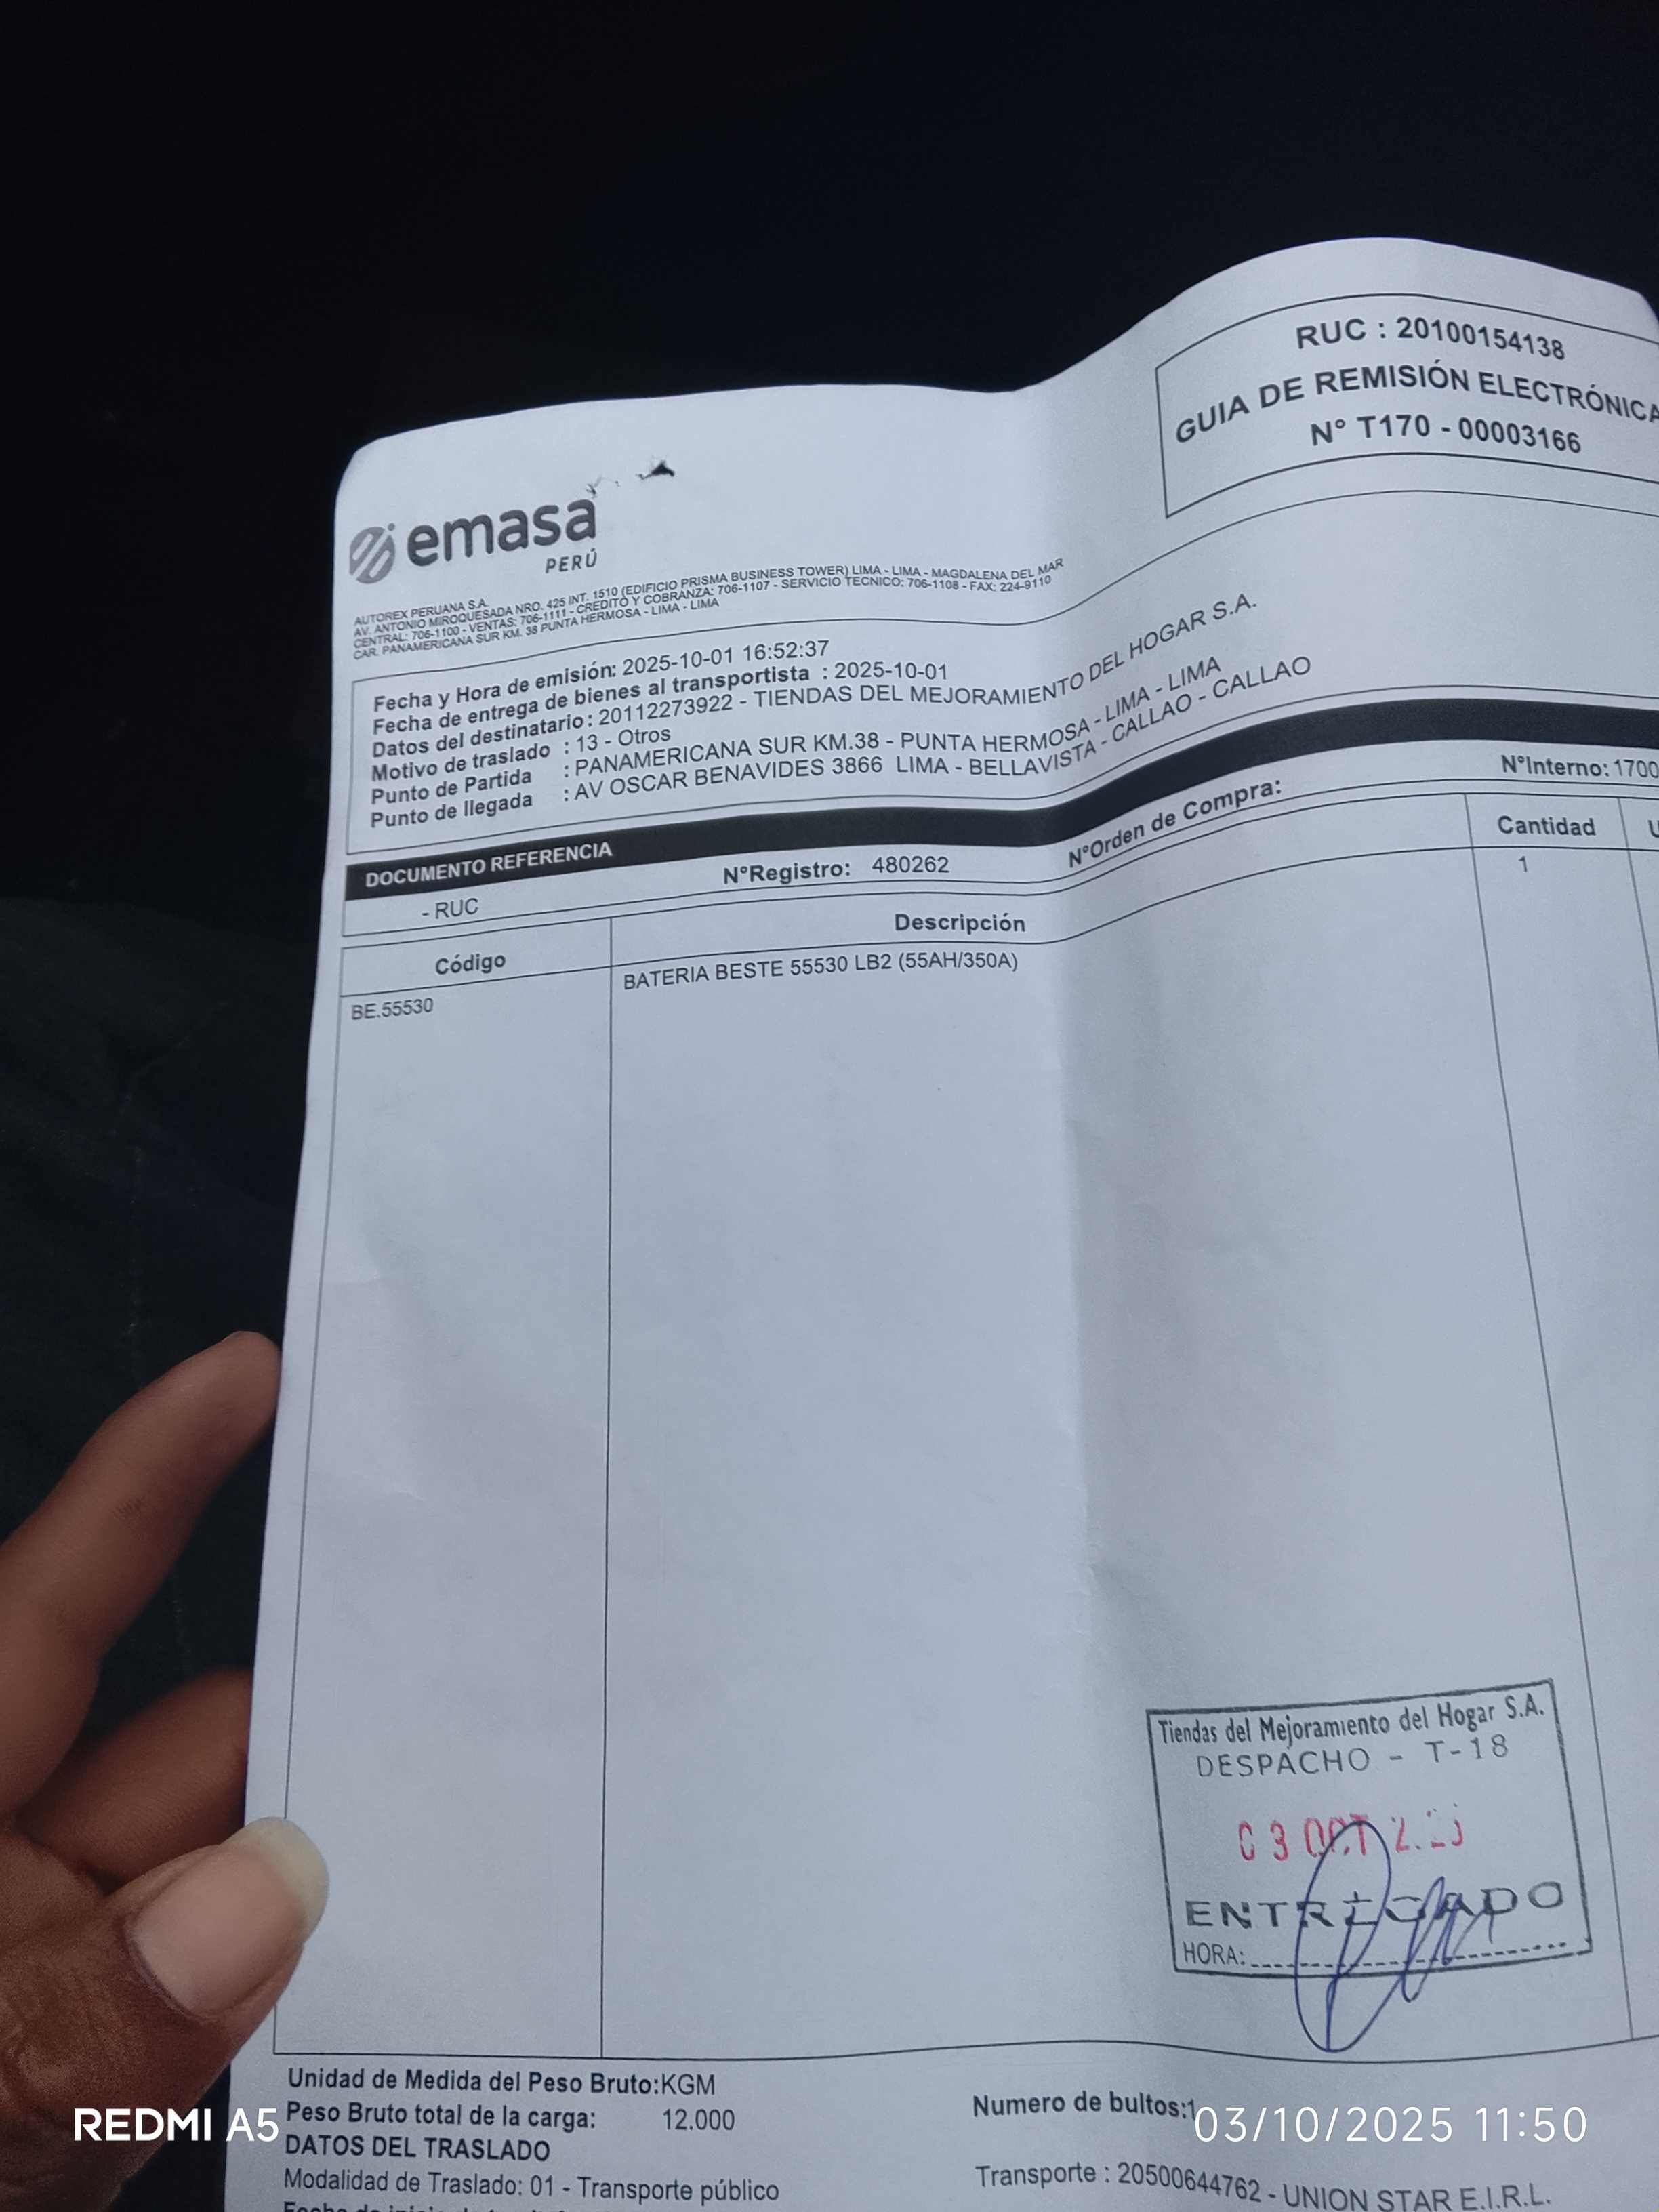 RUC : 20100154138
GUIA DE REMISIÓN ELECTRÓNICA
N° T170 - 00003166
emasa
PERÚ
AUTOREX PERUANA S.A.
AV. ANTONIO MIROQUESADA NRO. 425 INT. 1510 (EDIFICIO PRISMA BUSINESS TOWER) LIMA - LIMA - MAGDALENA DEL MAR
CENTRAL: 706-1100 - VENTAS: 706-1111 - CREDITO Y COBRANZA: 706-1107 - SERVICIO TECNICO: 706-1108 - FAX: 224-9110
CAR. PANAMERICANA SUR KM. 38 PUNTA HERMOSA - LIMA - LIMA
Fecha y Hora de emisión: 2025-10-01 16:52:37
Fecha de entrega de bienes al transportista : 2025-10-01
Datos del destinatario: 20112273922 - TIENDAS DEL MEJORAMIENTO DEL HOGAR S.A.
Motivo de traslado : 13 - Otros
Punto de Partida : PANAMERICANA SUR KM.38 - PUNTA HERMOSA - LIMA - LIMA
Punto de llegada : AV OSCAR BENAVIDES 3866 LIMA - BELLAVISTA - CALLAO - CALLAO
DOCUMENTO REFERENCIA
- RUC N°Registro: 480262 N°Orden de Compra: N°Interno: 1700
Código Descripción Cantidad U
BE.55530 BATERIA BESTE 55530 LB2 (55AH/350A) 1
Tiendas del Mejoramiento del Hogar S.A.
DESPACHO - T-18
03 OCT
ENTREGADO
HORA:
Unidad de Medida del Peso Bruto:KGM
Peso Bruto total de la carga: 12.000 Numero de bultos:1
DATOS DEL TRASLADO
Modalidad de Traslado: 01 - Transporte público Transporte : 20500644762 - UNION STAR E.I.R.L.
REDMI A5
03/10/2025 11:50